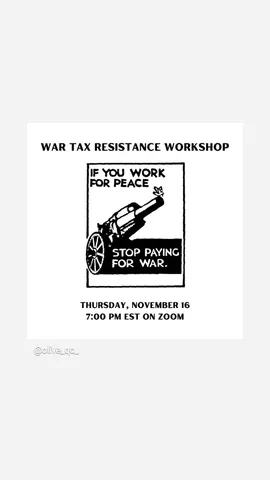 WAR TAX RESISTANCE WORKSHOP
IF YOU WORK
FOR PEACE
STOP PAYING
FOR WAR.
THURSDAY, NOVEMBER 16
7:00 PM EST ON ZOOM